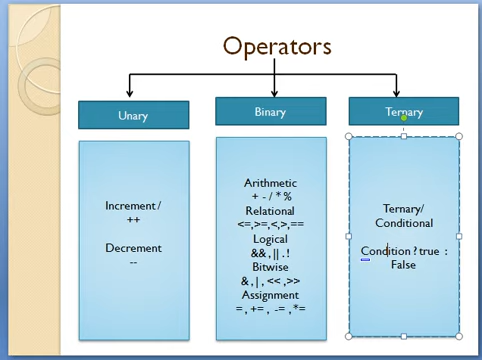 Operators
Unary
Binary
Ternary
Increment /
++
Decrement
--
Arithmetic
+ - / * %
Relational
<=,>=,<,>,==
Logical
&& , || . !
Bitwise
& , | , << , >>
Assignment
= , += , -= , *=
Ternary/
Conditional
Condition ? true :
False